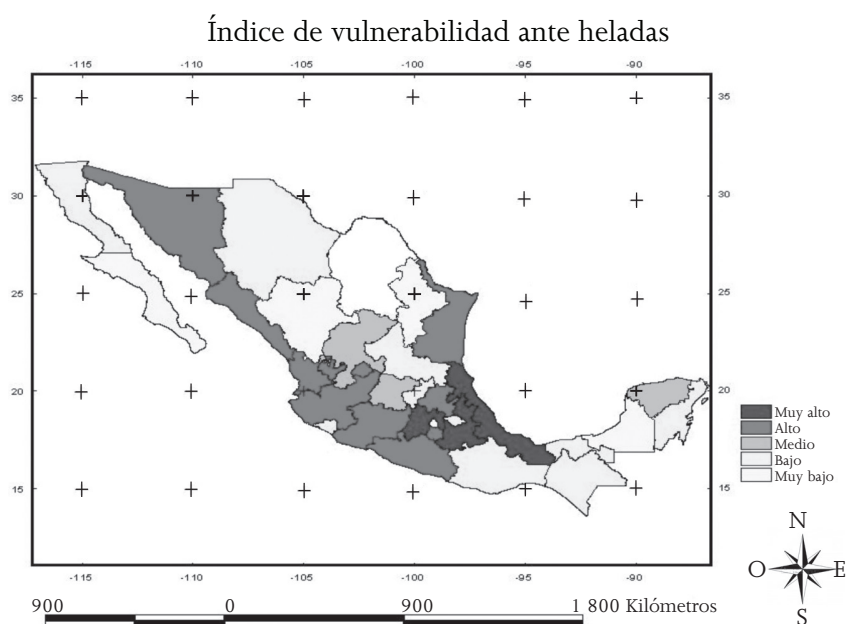 Índice de vulnerabilidad ante heladas
-115 -110 -105 -100 -95 -90
35 35
30 30
25 25
20 20
15 15
Muy alto
Alto
Medio
Bajo
Muy bajo
-115 -110 -105 -100 -95 -90
N
O E
S
900 0 900 1 800 Kilómetros